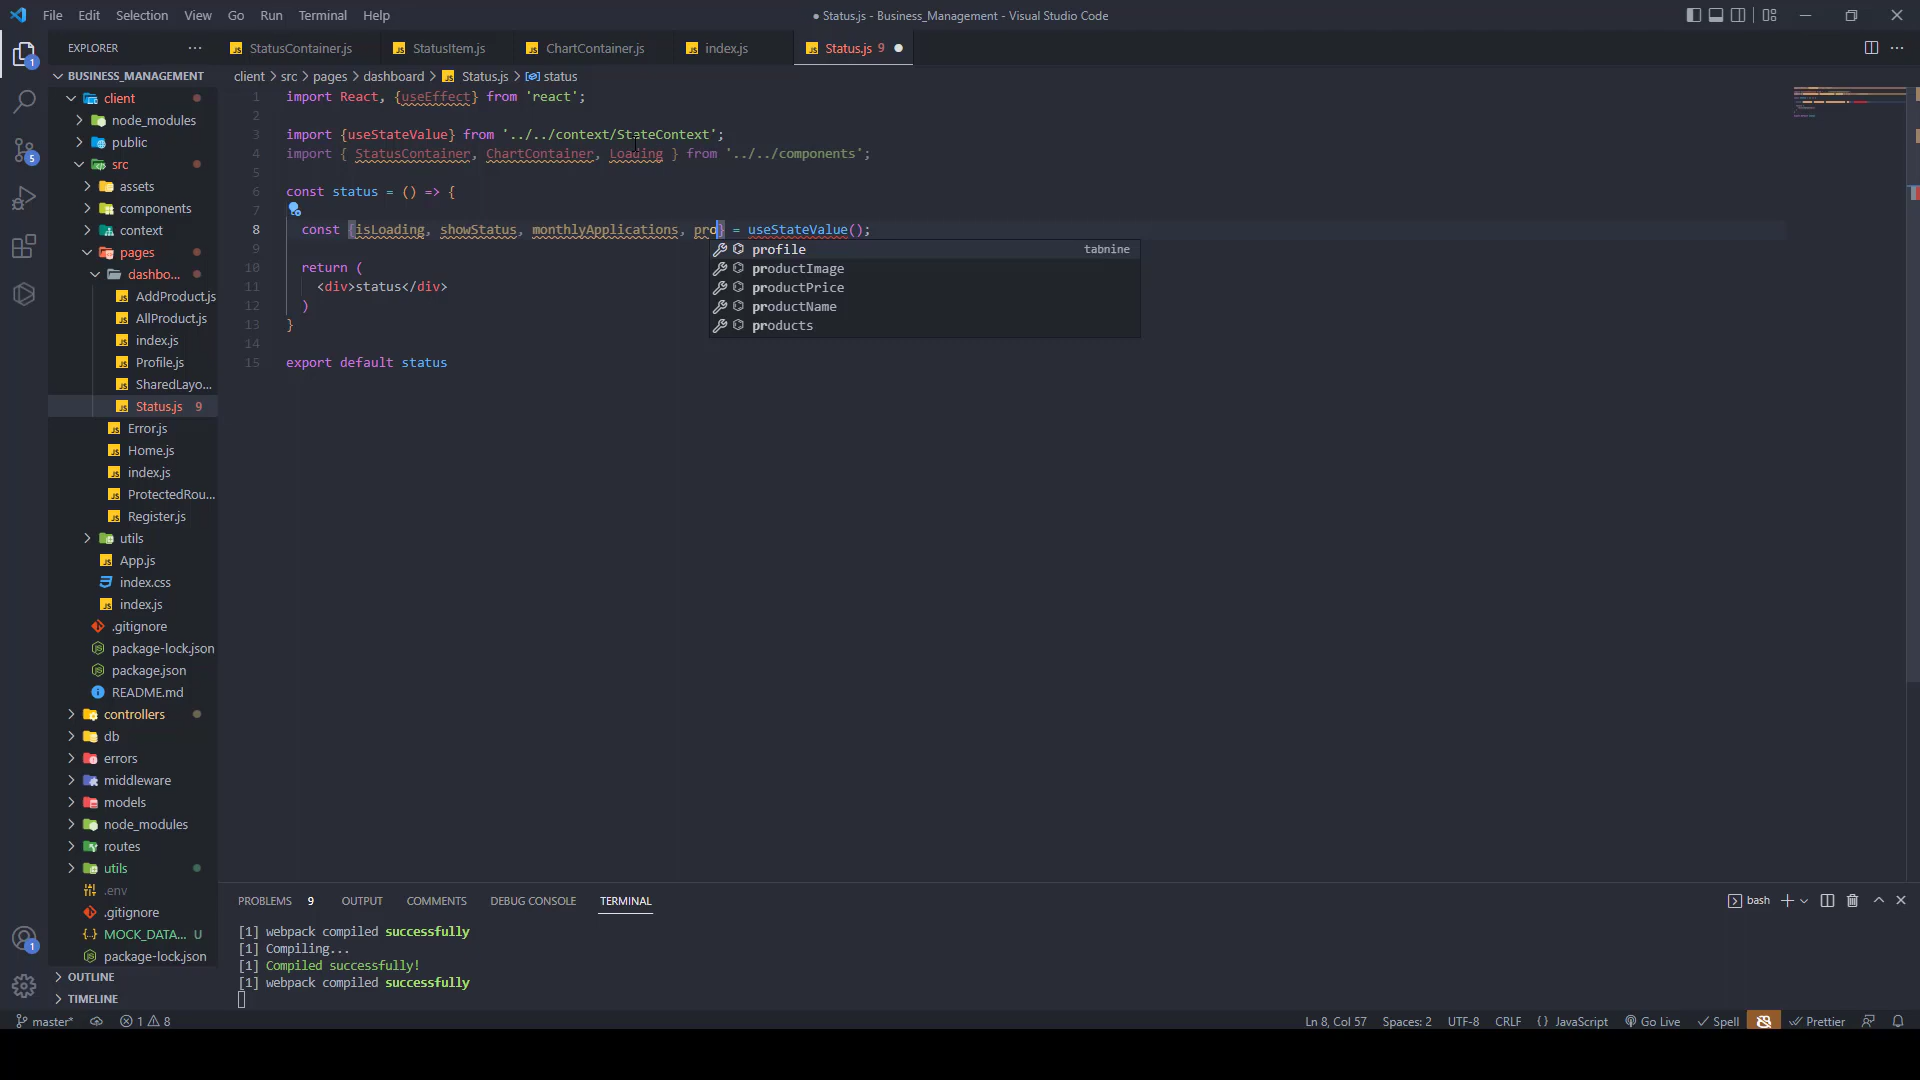 File Edit Selection View Go Run Terminal Help
● Status.js - Business_Management - Visual Studio Code
EXPLORER
StatusContainer.js StatusItem.js ChartContainer.js index.js Status.js 9
BUSINESS_MANAGEMENT
client > src > pages > dashboard > Status.js > status
client
node_modules
public
src
assets
components
context
pages
dashbo...
AddProduct.js
AllProduct.js
index.js
Profile.js
SharedLayo...
Status.js 9
Error.js
Home.js
index.js
ProtectedRou...
Register.js
utils
App.js
index.css
index.js
.gitignore
package-lock.json
package.json
README.md
controllers
db
errors
middleware
models
node_modules
routes
utils
.env
.gitignore
MOCK_DATA... U
package-lock.json
OUTLINE
TIMELINE
1 import React, {useEffect} from 'react';
2
3 import {useStateValue} from '../../context/StateContext';
4 import { StatusContainer, ChartContainer, Loading } from '../../components';
5
6 const status = () => {
7
8 const {isLoading, showStatus, monthlyApplications, pro} = useStateValue();
9
10 return (
11 <div>status</div>
12 )
13 }
14
15 export default status
profile tabnine
productImage
productPrice
productName
products
PROBLEMS 9 OUTPUT COMMENTS DEBUG CONSOLE TERMINAL
bash
[1] webpack compiled successfully
[1] Compiling...
[1] Compiled successfully!
[1] webpack compiled successfully
master* 1 8
Ln 8, Col 57 Spaces: 2 UTF-8 CRLF {} JavaScript Go Live Spell Prettier
1
5
1